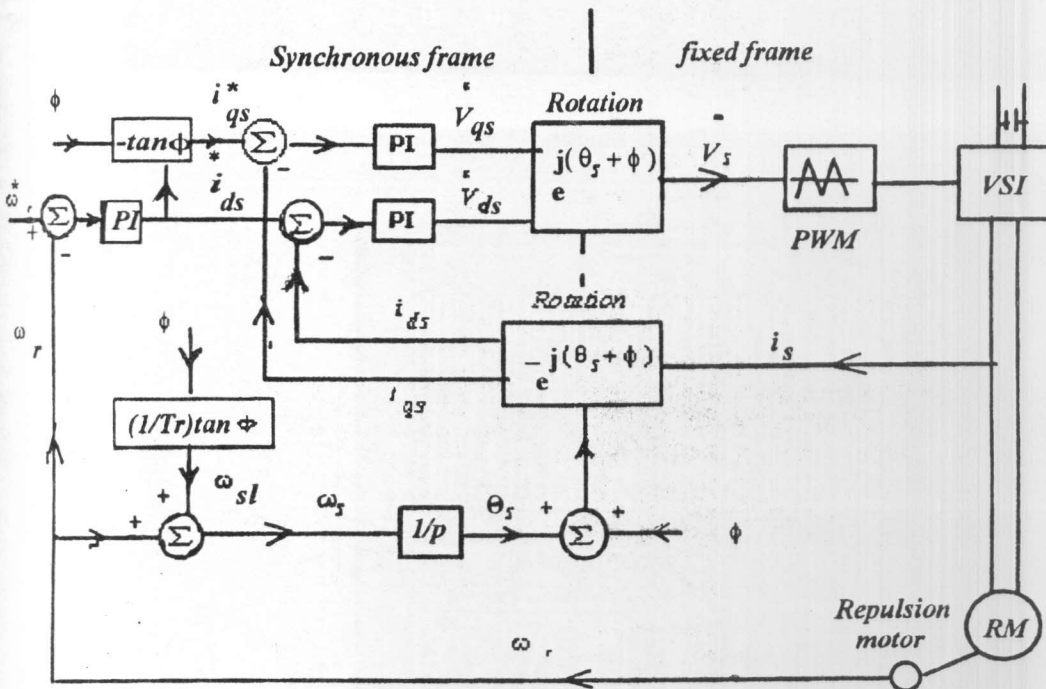 Synchronous frame
fixed frame
ϕ
i*qs
Vqs
Rotation
-tanϕ
Σ
PI
e j(θs + ϕ)
Vs
VSI
i*ds
ω*r
Σ
PI
Σ
PI
Vds
PWM
+
-
-
-
Rotation
ids
ωr
ϕ
-e j(θs + ϕ)
is
iqs
(1/Tr)tan ϕ
ωsl
ωs
θs
+
+
Σ
1/p
+
Σ
+
ϕ
Repulsion
motor
RM
ωr